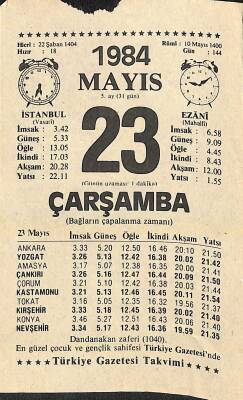 Hicri : 22 Şaban 1404
Hızır : 18
Rûmî : 10 Mayıs 1400
Gün : 144
1984
MAYIS
5. ay (31 gün)
İSTANBUL
(Vasati)
İmsak : 3.42
Güneş : 5.33
Öğle : 13.05
İkindi : 17.03
Akşam : 20.28
Yatsı : 22.11
23
EZÂNÎ
(Mahalli)
İmsak : 6.58
Güneş : 9.09
Öğle : 4.45
İkindi : 8.43
Akşam : 12.00
Yatsı : 1.55
(Günün uzaması: 1 dakika)
ÇARŞAMBA
(Bağların çapalanma zamanı)
23 Mayıs İmsak Güneş Öğle İkindi Akşam Yatsı
ANKARA 3.33 5.20 12.50 16.46 20.10 21.50
YOZGAT 3.26 5.13 12.42 16.38 20.02 21.42
AMASYA 3.17 5.07 12.38 16.35 20.01 21.44
ÇANKIRI 3.26 5.16 12.47 16.44 20.09 21.50
ÇORUM 3.21 5.10 12.42 16.38 20.03 21.44
KASTAMONU 3.21 5.13 12.46 16.45 20.11 21.54
TOKAT 3.16 5.05 12.35 16.32 19.56 21.37
KIRŞEHİR 3.33 5.18 12.45 16.39 20.02 21.40
KONYA 3.46 5.27 12.51 16.43 20.06 21.40
NEVŞEHİR 3.34 5.17 12.43 16.36 19.59 21.35
Dandanakan zaferi (1040).
En güzel çocuk ve gençlik sahifesi Türkiye Gazetesi'nde
Türkiye Gazetesi Takvimi